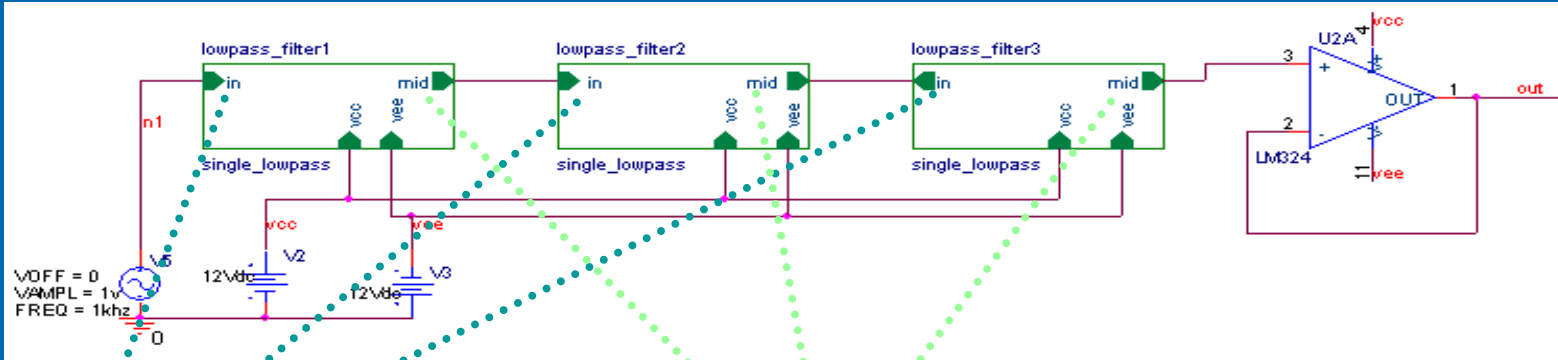 lowpass_filter1
lowpass_filter2
lowpass_filter3
U2A
4
vcc
V+
in
mid
in
mid
in
mid
3
+
vcc
vee
vcc
vee
vcc
vee
OUT
1
out
n1
2
-
V-
single_lowpass
single_lowpass
single_lowpass
LM324
11
vee
vcc
vee
V5
V2
V3
VOFF = 0
VAMPL = 1v
FREQ = 1khz
12Vdc
12Vdc
0